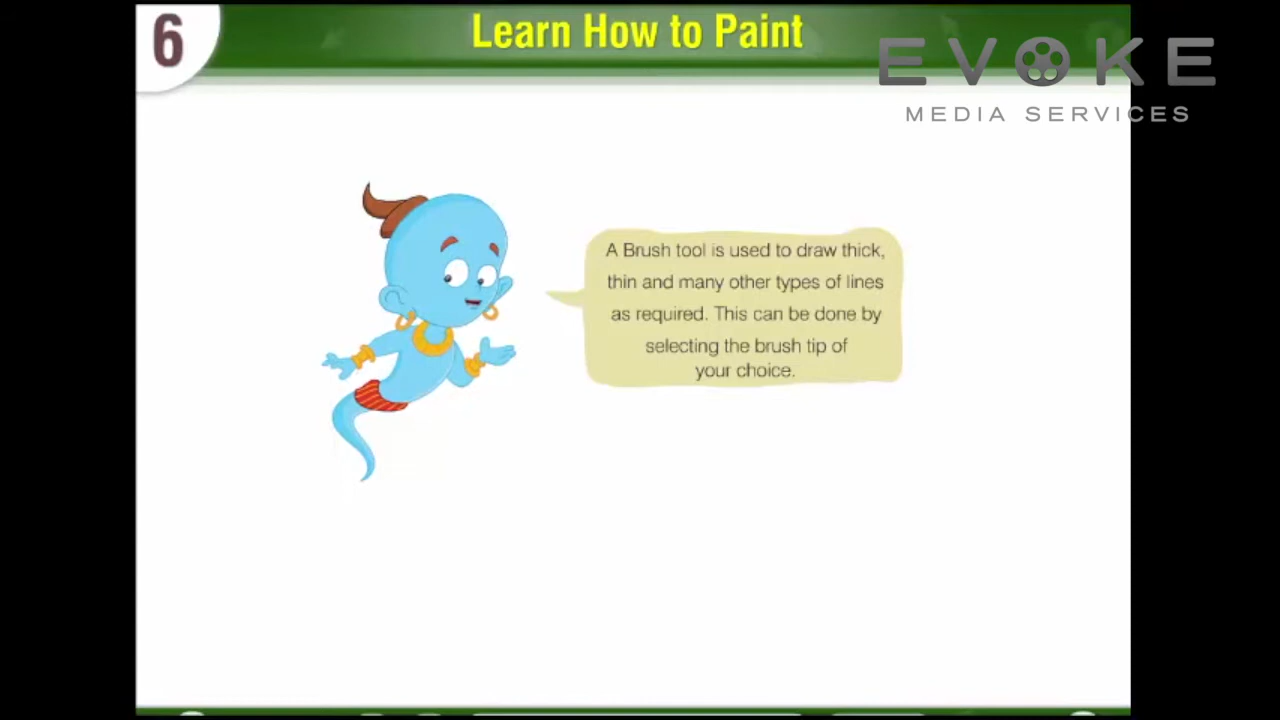 6
Learn How to Paint
EVOKE
MEDIA SERVICES
A Brush tool is used to draw thick,
thin and many other types of lines
as required. This can be done by
selecting the brush tip of
your choice.